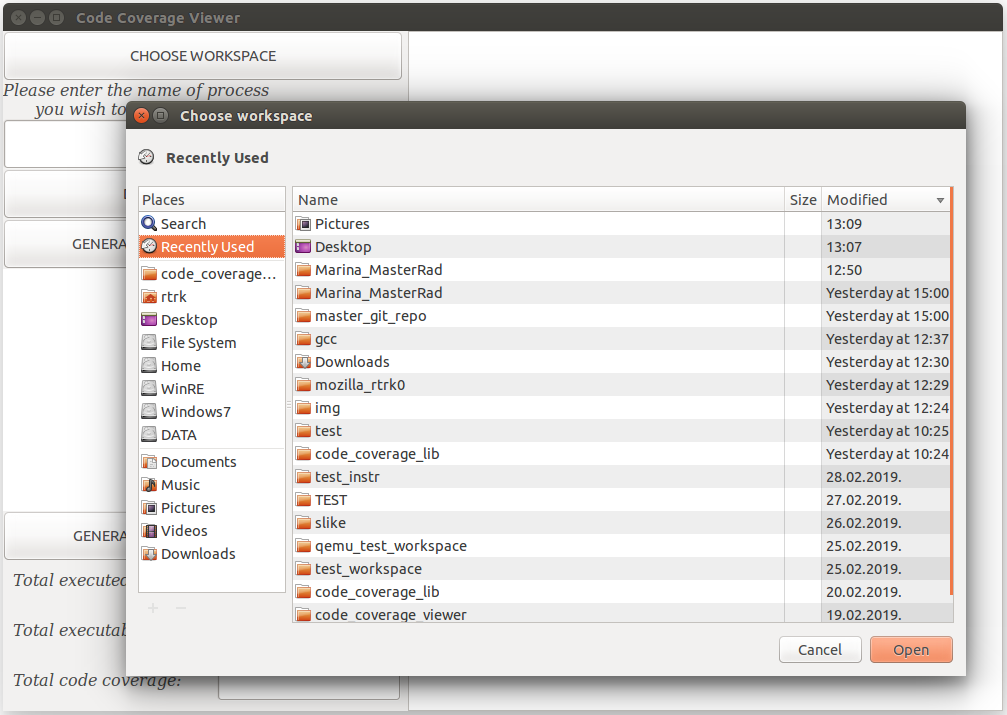 Code Coverage Viewer
CHOOSE WORKSPACE
Please enter the name of process
you wish to
GENERA
GENERA
Total executed
Total executab
Total code coverage:
Choose workspace
Recently Used
Places
Search
Recently Used
code_coverage...
rtrk
Desktop
File System
Home
WinRE
Windows7
DATA
Documents
Music
Pictures
Videos
Downloads
Name Size Modified
Pictures 13:09
Desktop 13:07
Marina_MasterRad 12:50
Marina_MasterRad Yesterday at 15:00
master_git_repo Yesterday at 15:00
gcc Yesterday at 12:37
Downloads Yesterday at 12:30
mozilla_rtrk0 Yesterday at 12:29
img Yesterday at 12:24
test Yesterday at 10:25
code_coverage_lib Yesterday at 10:24
test_instr 28.02.2019.
TEST 27.02.2019.
slike 26.02.2019.
qemu_test_workspace 25.02.2019.
test_workspace 25.02.2019.
code_coverage_lib 20.02.2019.
code_coverage_viewer 19.02.2019.
Cancel Open